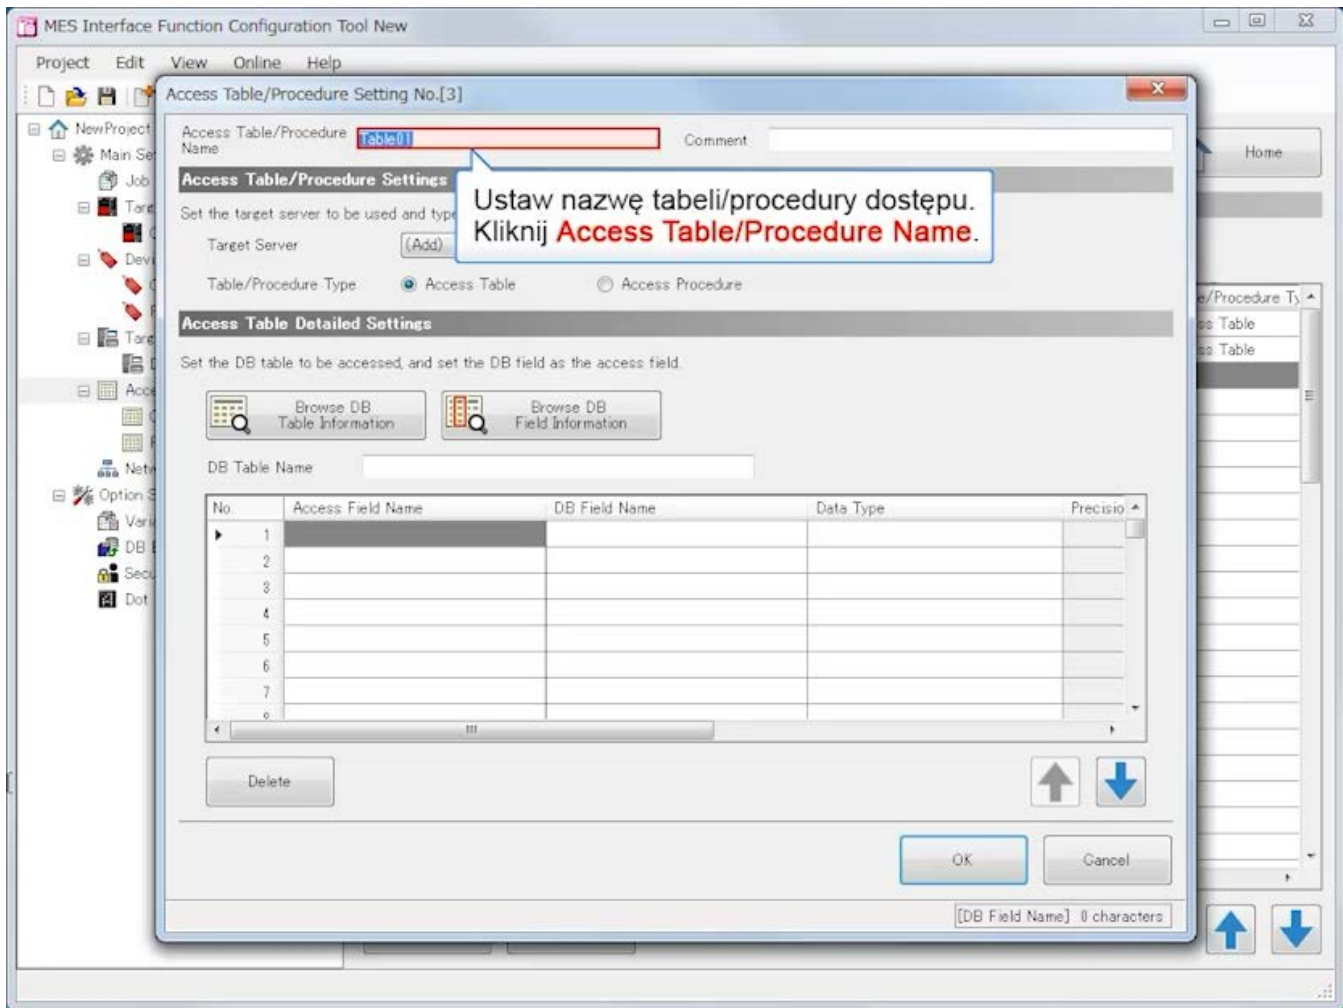 MES Interface Function Configuration Tool New
Project Edit View Online Help
Access Table/Procedure Setting No.[3]
NewProject
Main Se
Job
Targ
Devi
Targ
Acce
Netw
Option S
Vari
DB E
Secu
Dot
Home
Access Table/Procedure
Name
Table01
Comment
Access Table/Procedure Settings
Ustaw nazwę tabeli/procedury dostępu.
Kliknij Access Table/Procedure Name.
Set the target server to be used and type
Target Server (Add)
Table/Procedure Type Access Table Access Procedure
e/Procedure Ty
ss Table
ss Table
Access Table Detailed Settings
Set the DB table to be accessed, and set the DB field as the access field.
Browse DB
Table Information
Browse DB
Field Information
DB Table Name
No. Access Field Name DB Field Name Data Type Precisio
1
2
3
4
5
6
7
Delete
OK Cancel
[DB Field Name] 0 characters